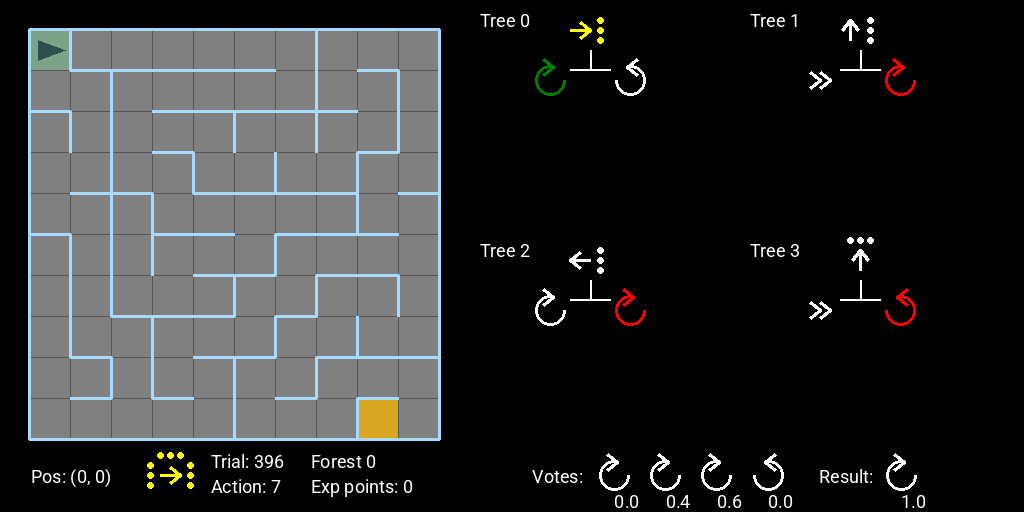 Tree 0
Tree 1
Tree 2
Tree 3
Pos: (0, 0)
Trial: 396
Forest 0
Action: 7
Exp points: 0
Votes:
0.0
0.4
0.6
0.0
Result:
1.0